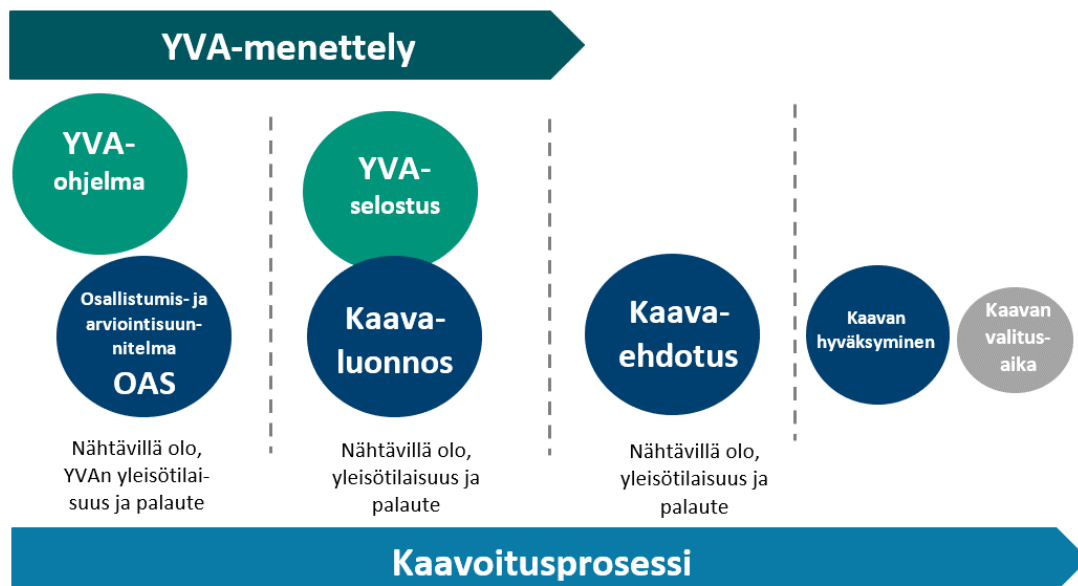 YVA-menettely
YVA-
ohjelma
YVA-
selostus
Osallistumis- ja
arviointisuun-
nitelma
OAS
Kaava-
luonnos
Kaava-
ehdotus
Kaavan
hyväksyminen
Kaavan
valitus-
aika
Nähtävillä olo,
YVAn yleisötilai-
suus ja palaute
Nähtävillä olo,
yleisötilaisuus ja
palaute
Nähtävillä olo,
yleisötilaisuus ja
palaute
Kaavoitusprosessi